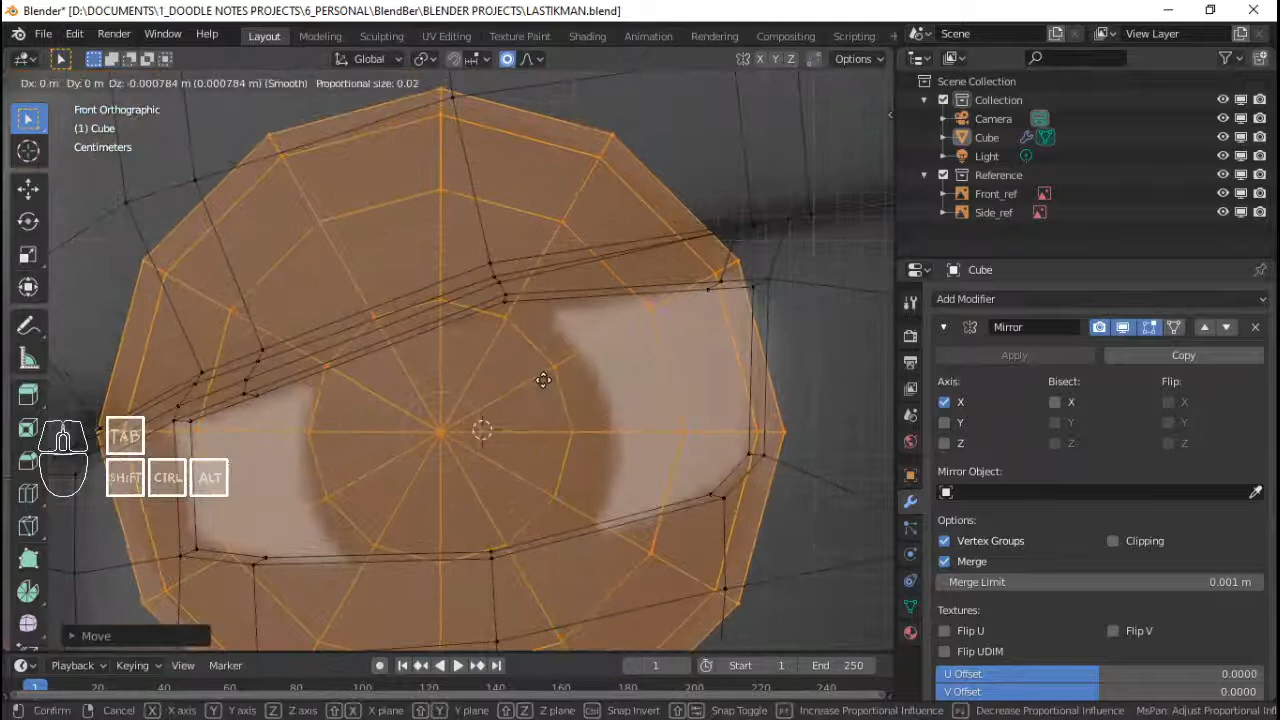 Blender* [D:\DOCUMENTS\1_DOODLE NOTES PROJECTS\6_PERSONAL\BlendBer\BLENDER PROJECTS\LASTIKMAN.blend]
File Edit Render Window Help Layout Modeling Sculpting UV Editing Texture Paint Shading Animation Rendering Compositing Scripting Scene View Layer
Global X Y Z Options
Dx: 0 m Dy: 0 m Dz: -0.000784 m (0.000784 m) (Smooth) Proportional size: 0.02
Front Orthographic
(1) Cube
Centimeters
Scene Collection
Collection
Camera
Cube
Light
Reference
Front_ref
Side_ref
Cube
Add Modifier
Mirror
Apply Copy
Axis: Bisect: Flip:
X X X
Y Y Y
Z Z Z
Mirror Object:
Options:
Vertex Groups Clipping
Merge
Merge Limit 0.001 m
Textures:
Flip U Flip V
Flip UDIM
U Offset 0.0000
V Offset 0.0000
TAB
SHIFT CTRL ALT
Move
Playback Keying View Marker 1 Start 1 End 250
1 20 40 60 80 100 120 140 160 180 200 220 240
Confirm Cancel X X axis Y Y axis Z Z axis X X plane Y Y plane Z Z plane Snap Invert Snap Toggle Increase Proportional Influence Decrease Proportional Influence MsPan: Adjust Proportional Inf